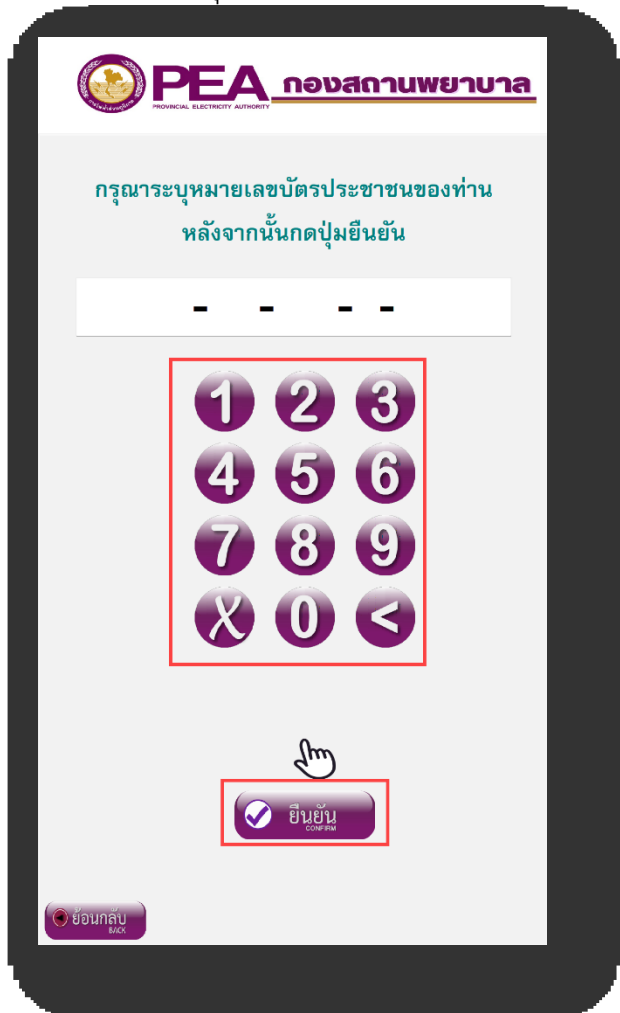 PEA กองสถานพยาบาล
PROVINCIAL ELECTRICITY AUTHORITY
กรุณาระบุหมายเลขบัตรประชาชนของท่าน
หลังจากนั้นกดปุ่มยืนยัน
- - - -
1 2 3
4 5 6
7 8 9
X 0 <
ยืนยัน
CONFIRM
ย้อนกลับ
BACK